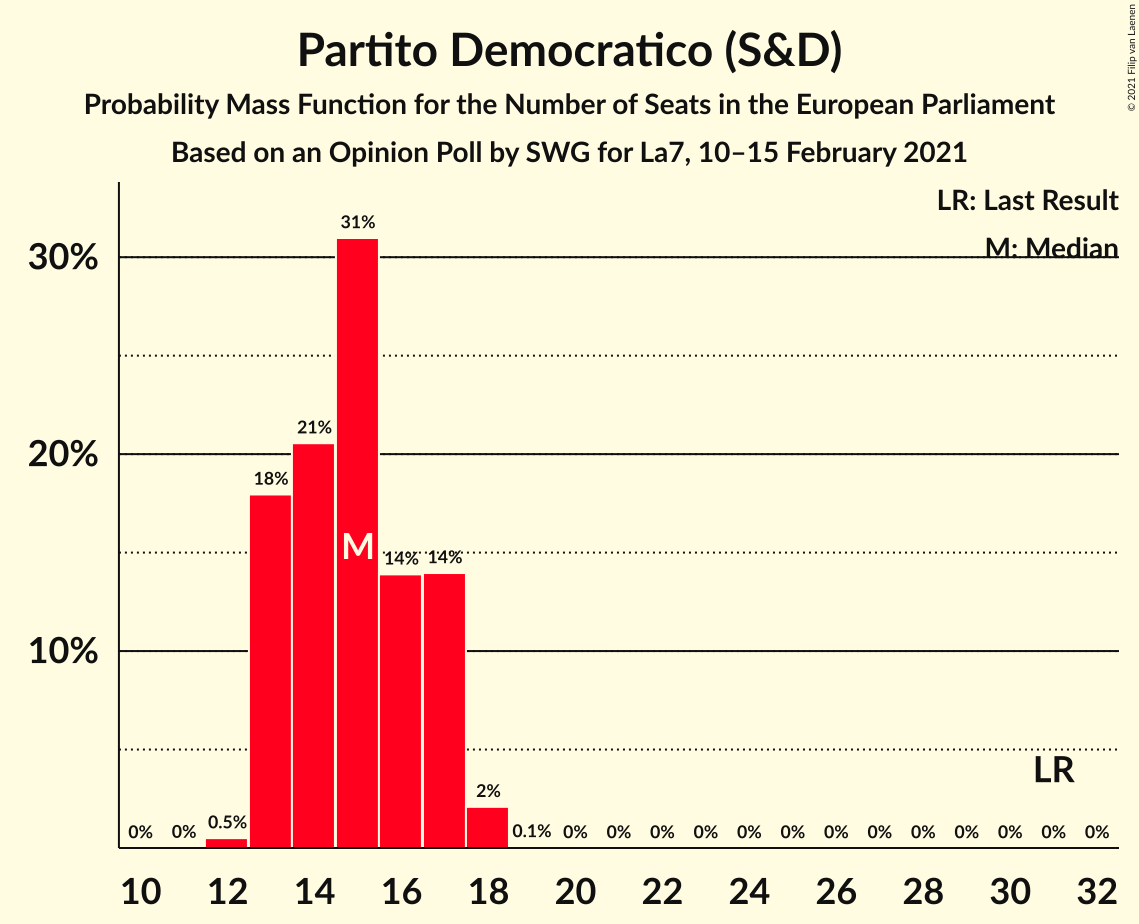 Partito Democratico (S&D)
Probability Mass Function for the Number of Seats in the European Parliament
Based on an Opinion Poll by SWG for La7, 10–15 February 2021
© 2021 Filip van Laenen
LR: Last Result
M: Median
30%
20%
10%
0%
0%
0.5%
18%
21%
31%
14%
14%
2%
0.1%
0%
0%
0%
0%
0%
0%
0%
0%
0%
0%
0%
0%
0%
M
LR
10 12 14 16 18 20 22 24 26 28 30 32